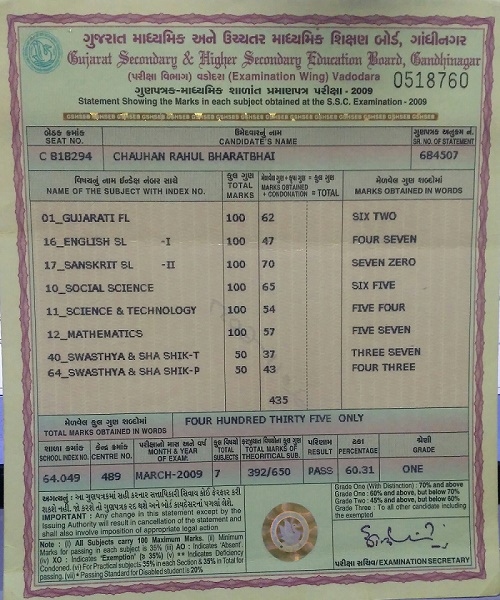 ગુજરાત માધ્યમિક અને ઉચ્ચતર માધ્યમિક શિક્ષણ બોર્ડ, ગાંધીનગર
Gujarat Secondary & Higher Secondary Education Board, Gandhinagar
(પરીક્ષા વિભાગ) વડોદરા (Examination Wing) Vadodara
0518760
ગુણપત્રક-માધ્યમિક શાળાંત પ્રમાણપત્ર પરીક્ષા - 2009
Statement Showing the Marks in each subject obtained at the S.S.C. Examination - 2009
બેઠક ક્રમાંક ઉમેદવારનું નામ ગુણપત્રક અનુક્રમ નં.
SEAT NO. CANDIDATE'S NAME SR. NO. OF STATEMENT
C 818294 CHAUHAN RAHUL BHARATBHAI 684507
વિષયનું નામ ઈન્ડેક્ષ નંબર સાથે કુલ ગુણ મેળવેલ ગુણ + કૃપા ગુણ = કુલ ગુણ મેળવેલ ગુણ શબ્દોમાં
NAME OF THE SUBJECT WITH INDEX NO. TOTAL MARKS MARKS OBTAINED + CONDONATION = TOTAL MARKS OBTAINED IN WORDS
01_GUJARATI FL 100 62 SIX TWO
16_ENGLISH SL -I 100 47 FOUR SEVEN
17_SANSKRIT SL -II 100 70 SEVEN ZERO
10_SOCIAL SCIENCE 100 65 SIX FIVE
11_SCIENCE & TECHNOLOGY 100 54 FIVE FOUR
12_MATHEMATICS 100 57 FIVE SEVEN
40_SWASTHYA & SHA SHIK-T 50 37 THREE SEVEN
64_SWASTHYA & SHA SHIK-P 50 43 FOUR THREE
435
મેળવેલ કુલ ગુણ શબ્દોમાં
TOTAL MARKS OBTAINED IN WORDS FOUR HUNDRED THIRTY FIVE ONLY
શાળા ક્રમાંક કેન્દ્ર ક્રમાંક પરીક્ષાનો માસ અને વર્ષ કુલ વિષયો પરિણામ ટકા શ્રેણી
SCHOOL INDEX NO. CENTRE NO. MONTH & YEAR OF EXAM. TOTAL SUBJECTS TOTAL MARKS OF THEORITICAL SUB. RESULT PERCENTAGE GRADE
64.049 489 MARCH-2009 7 392/650 PASS 60.31 ONE
IMPORTANT : Any change in this statement except by the
Issuing Authority will result in cancellation of the statement and
shall also involve imposition of appropriate legal action
Note : (i) All Subjects carry 100 Maximum Marks. (ii) Minimum
Marks for passing in each subject is 35% (iii) AO : Indicates 'Absent'
(iv) XO : Indicates 'Exemption' (≥ 35%) (v) ** Indicates Deficiency
Condoned. (vi) For Practical subjects 35% in each Section & 35% in Total for
passing. (vii) • Passing Standard for Disabled student is 20%
Grade One (With Distinction) : 70% and above
Grade One : 60% and above, but below 70%
Grade Two : 45% and above, but below 60%
Grade Three : To all other candidate including
the exempted
પરીક્ષા સચિવ/EXAMINATION SECRETARY